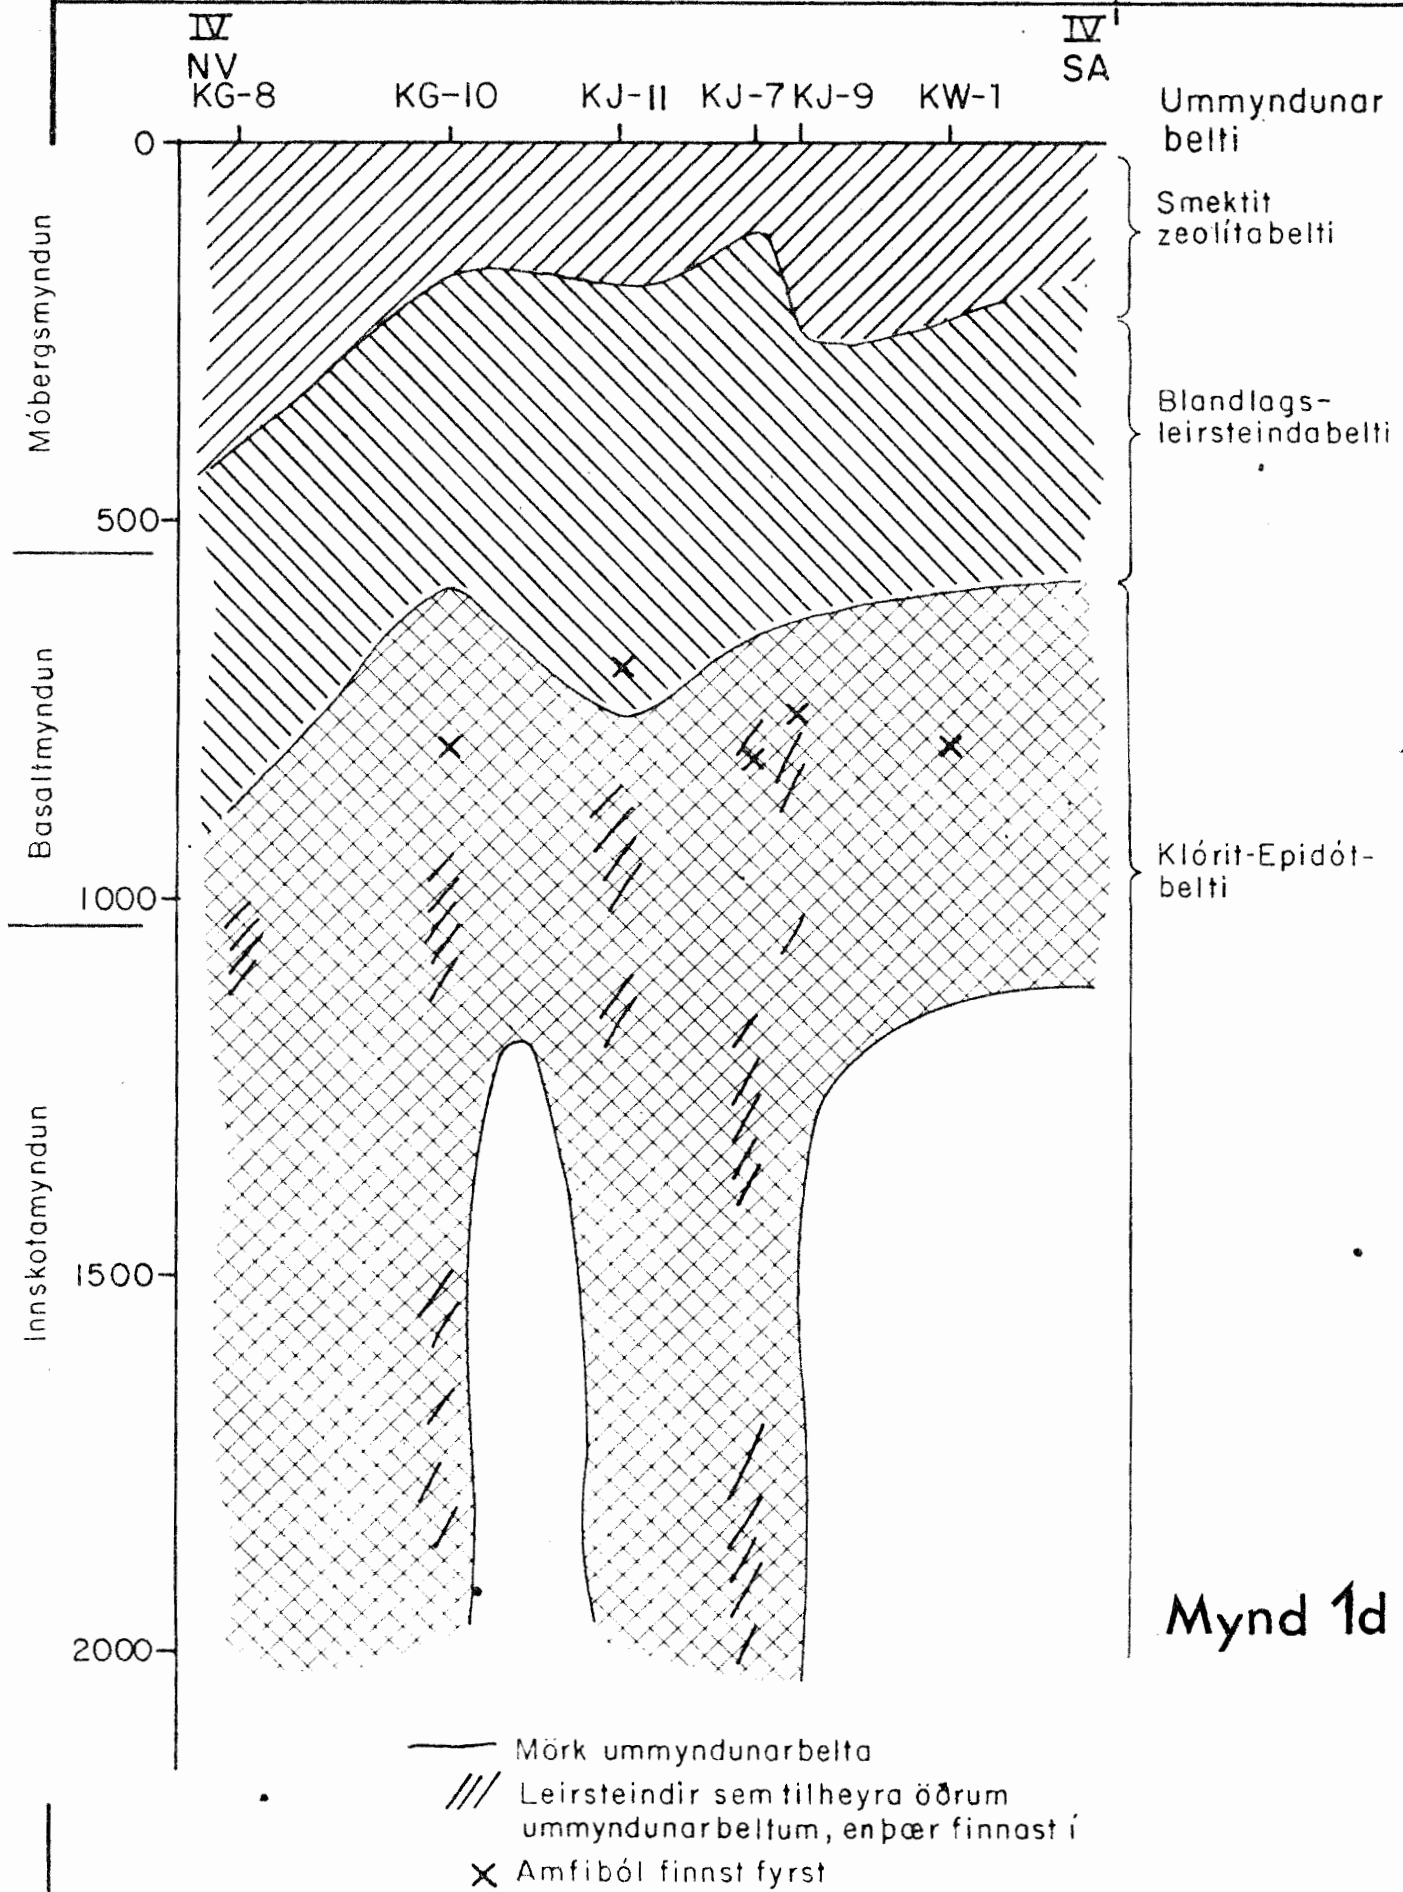 IV
NV
IV'
SA
KG-8 KG-10 KJ-11 KJ-7 KJ-9 KW-1
Ummyndunar
belti
0
500
1000
1500
2000
Móbergsmyndun
Basaltmyndun
Innskotamyndun
Smektit
zeolítabelti
Blandlags-
leirsteindabelti
Klórit-Epidót-
belti
Mynd 1d
Mörk ummyndunarbelta
Leirsteindir sem tilheyra öðrum
ummyndunarbeltum, en þær finnast í
Amfiból finnst fyrst